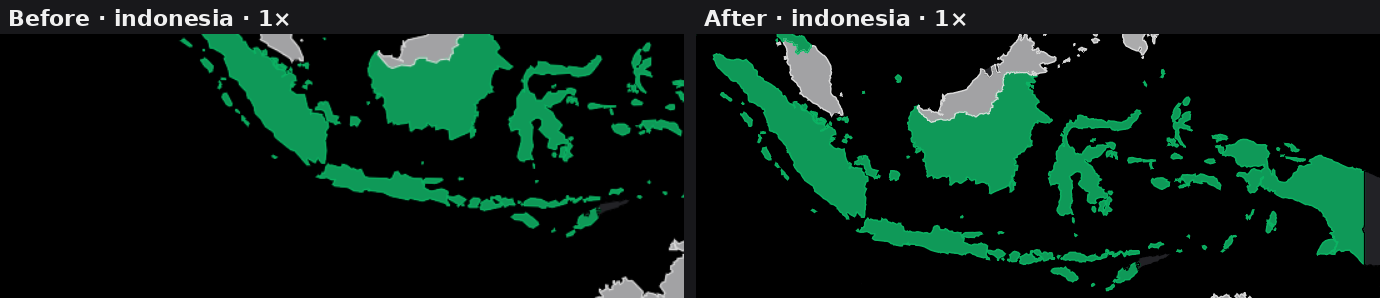 Before · indonesia · 1×
After · indonesia · 1×